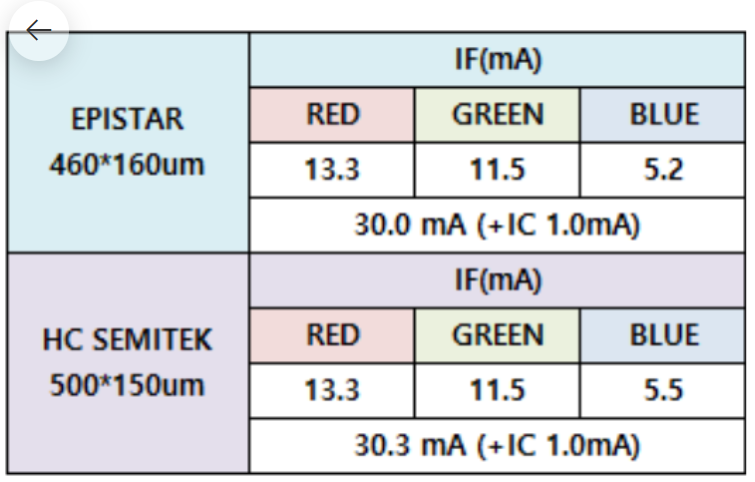 EPISTAR
460*160um
IF(mA)
RED GREEN BLUE
13.3 11.5 5.2
30.0 mA (+IC 1.0mA)
HC SEMITEK
500*150um
IF(mA)
RED GREEN BLUE
13.3 11.5 5.5
30.3 mA (+IC 1.0mA)